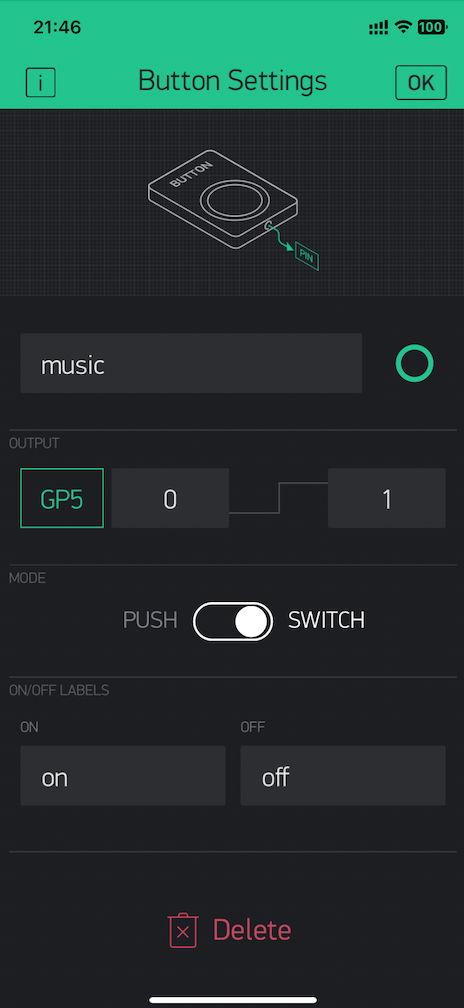 21:46 100
i Button Settings OK
BUTTON
PIN
music
OUTPUT
GP5 0 1
MODE
PUSH SWITCH
ON/OFF LABELS
ON OFF
on off
Delete